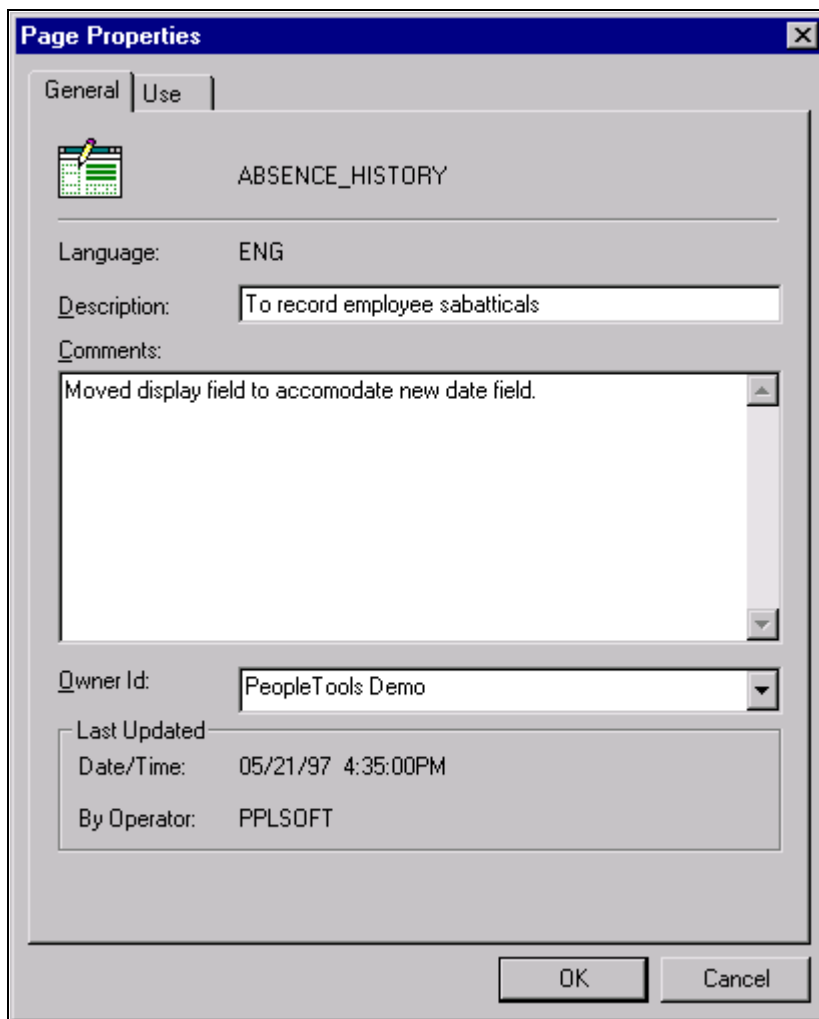 Page Properties
General Use
ABSENCE_HISTORY
Language: ENG
Description: To record employee sabatticals
Comments:
Moved display field to accomodate new date field.
Owner Id: PeopleTools Demo
Last Updated
Date/Time: 05/21/97 4:35:00PM
By Operator: PPLSOFT
OK Cancel